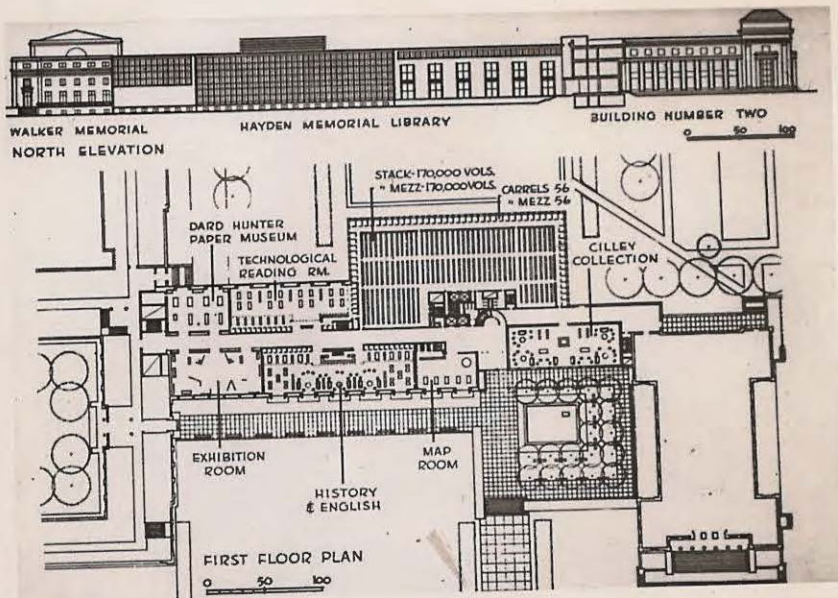 WALKER MEMORIAL
HAYDEN MEMORIAL LIBRARY
BUILDING NUMBER TWO
NORTH ELEVATION
0 50 100
STACK-170,000 VOLS.
" MEZZ-170,000 VOLS.
CARRELS 56
" MEZZ 56
DARD HUNTER
PAPER MUSEUM
TECHNOLOGICAL
READING RM.
CILLEY
COLLECTION
EXHIBITION
ROOM
HISTORY
& ENGLISH
MAP
ROOM
FIRST FLOOR PLAN
0 50 100